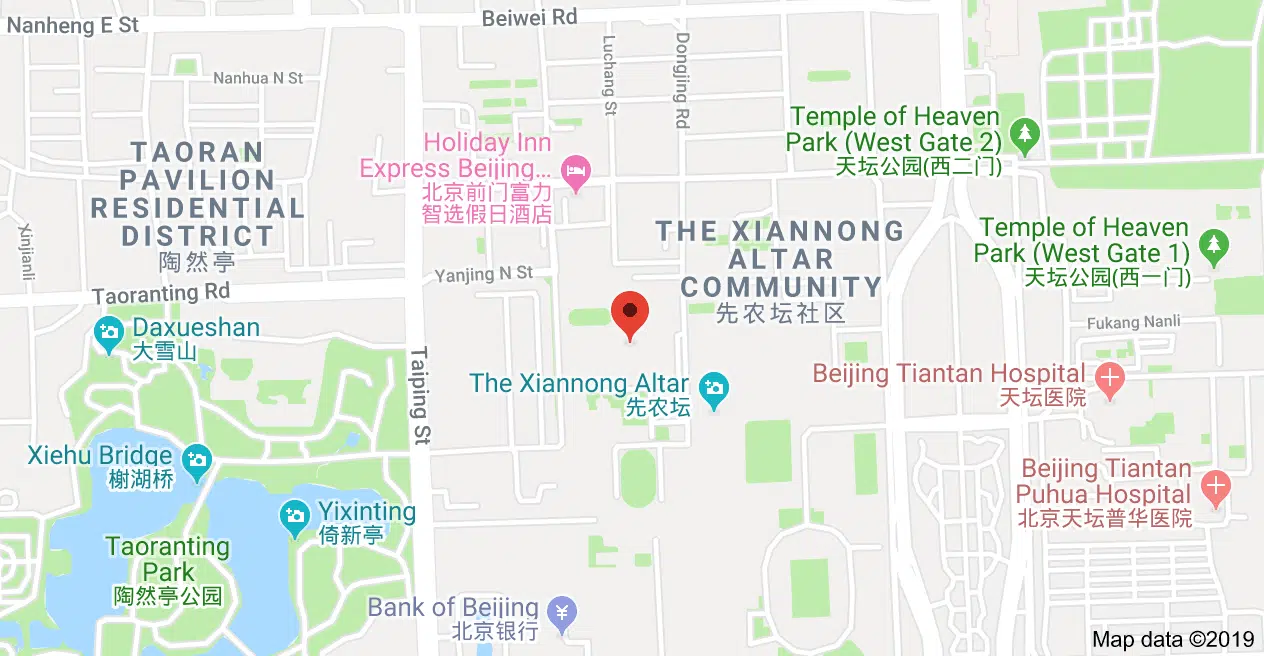 Beiwei Rd
Nanheng E St
Nanhua N St
Luchang St
Dongjing Rd
Temple of Heaven
Park (West Gate 2)
天坛公园(西二门)
Holiday Inn
Express Beijing...
北京前门富力
智选假日酒店
TAORAN
PAVILION
RESIDENTIAL
DISTRICT
陶然亭
Xinjianli
THE XIANNONG
ALTAR
COMMUNITY
先农坛社区
Temple of Heaven
Park (West Gate 1)
天坛公园(西一门)
Yanjing N St
Taoranting Rd
Daxueshan
大雪山
Fukang Nanli
Taiping St
The Xiannong Altar
先农坛
Beijing Tiantan Hospital
天坛医院
Xiehu Bridge
榭湖桥
Beijing Tiantan
Puhua Hospital
北京天坛普华医院
Yixinting
倚新亭
Taoranting
Park
陶然亭公园
Bank of Beijing
北京银行
¥
Map data ©2019